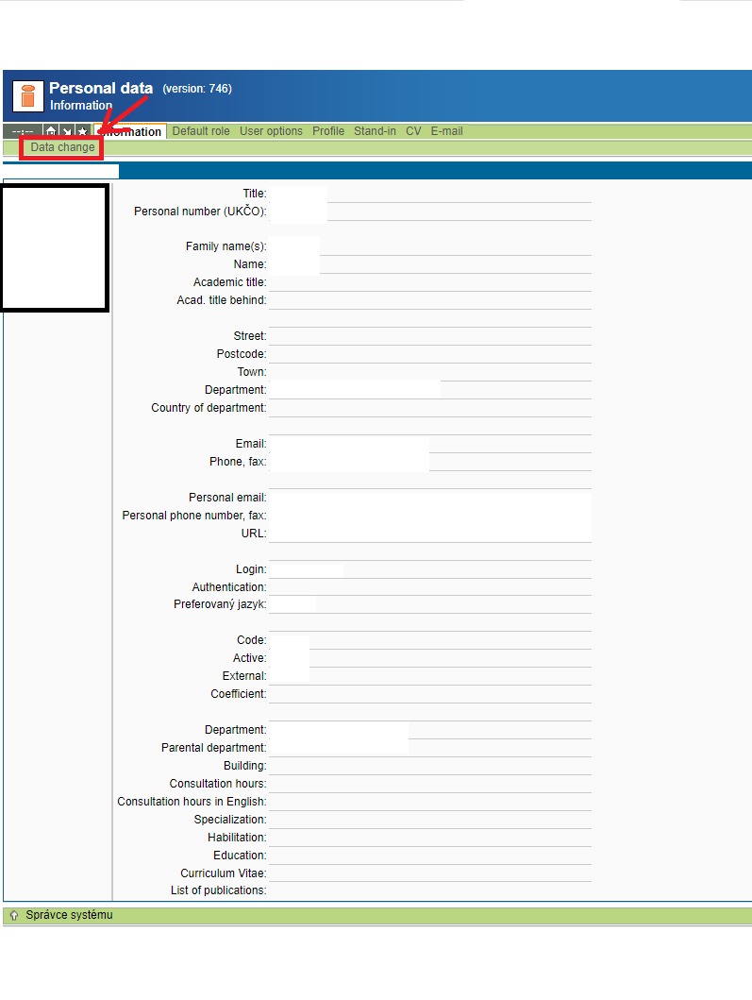 Personal data (version: 746)
Information
Information Default role User options Profile Stand-in CV E-mail
Data change
Title:
Personal number (UKČO):
Family name(s):
Name:
Academic title:
Acad. title behind:
Street:
Postcode:
Town:
Department:
Country of department:
Email:
Phone, fax:
Personal email:
Personal phone number, fax:
URL:
Login:
Authentication:
Preferovaný jazyk:
Code:
Active:
External:
Coefficient:
Department:
Parental department:
Building:
Consultation hours:
Consultation hours in English:
Specialization:
Habilitation:
Education:
Curriculum Vitae:
List of publications:
Správce systému